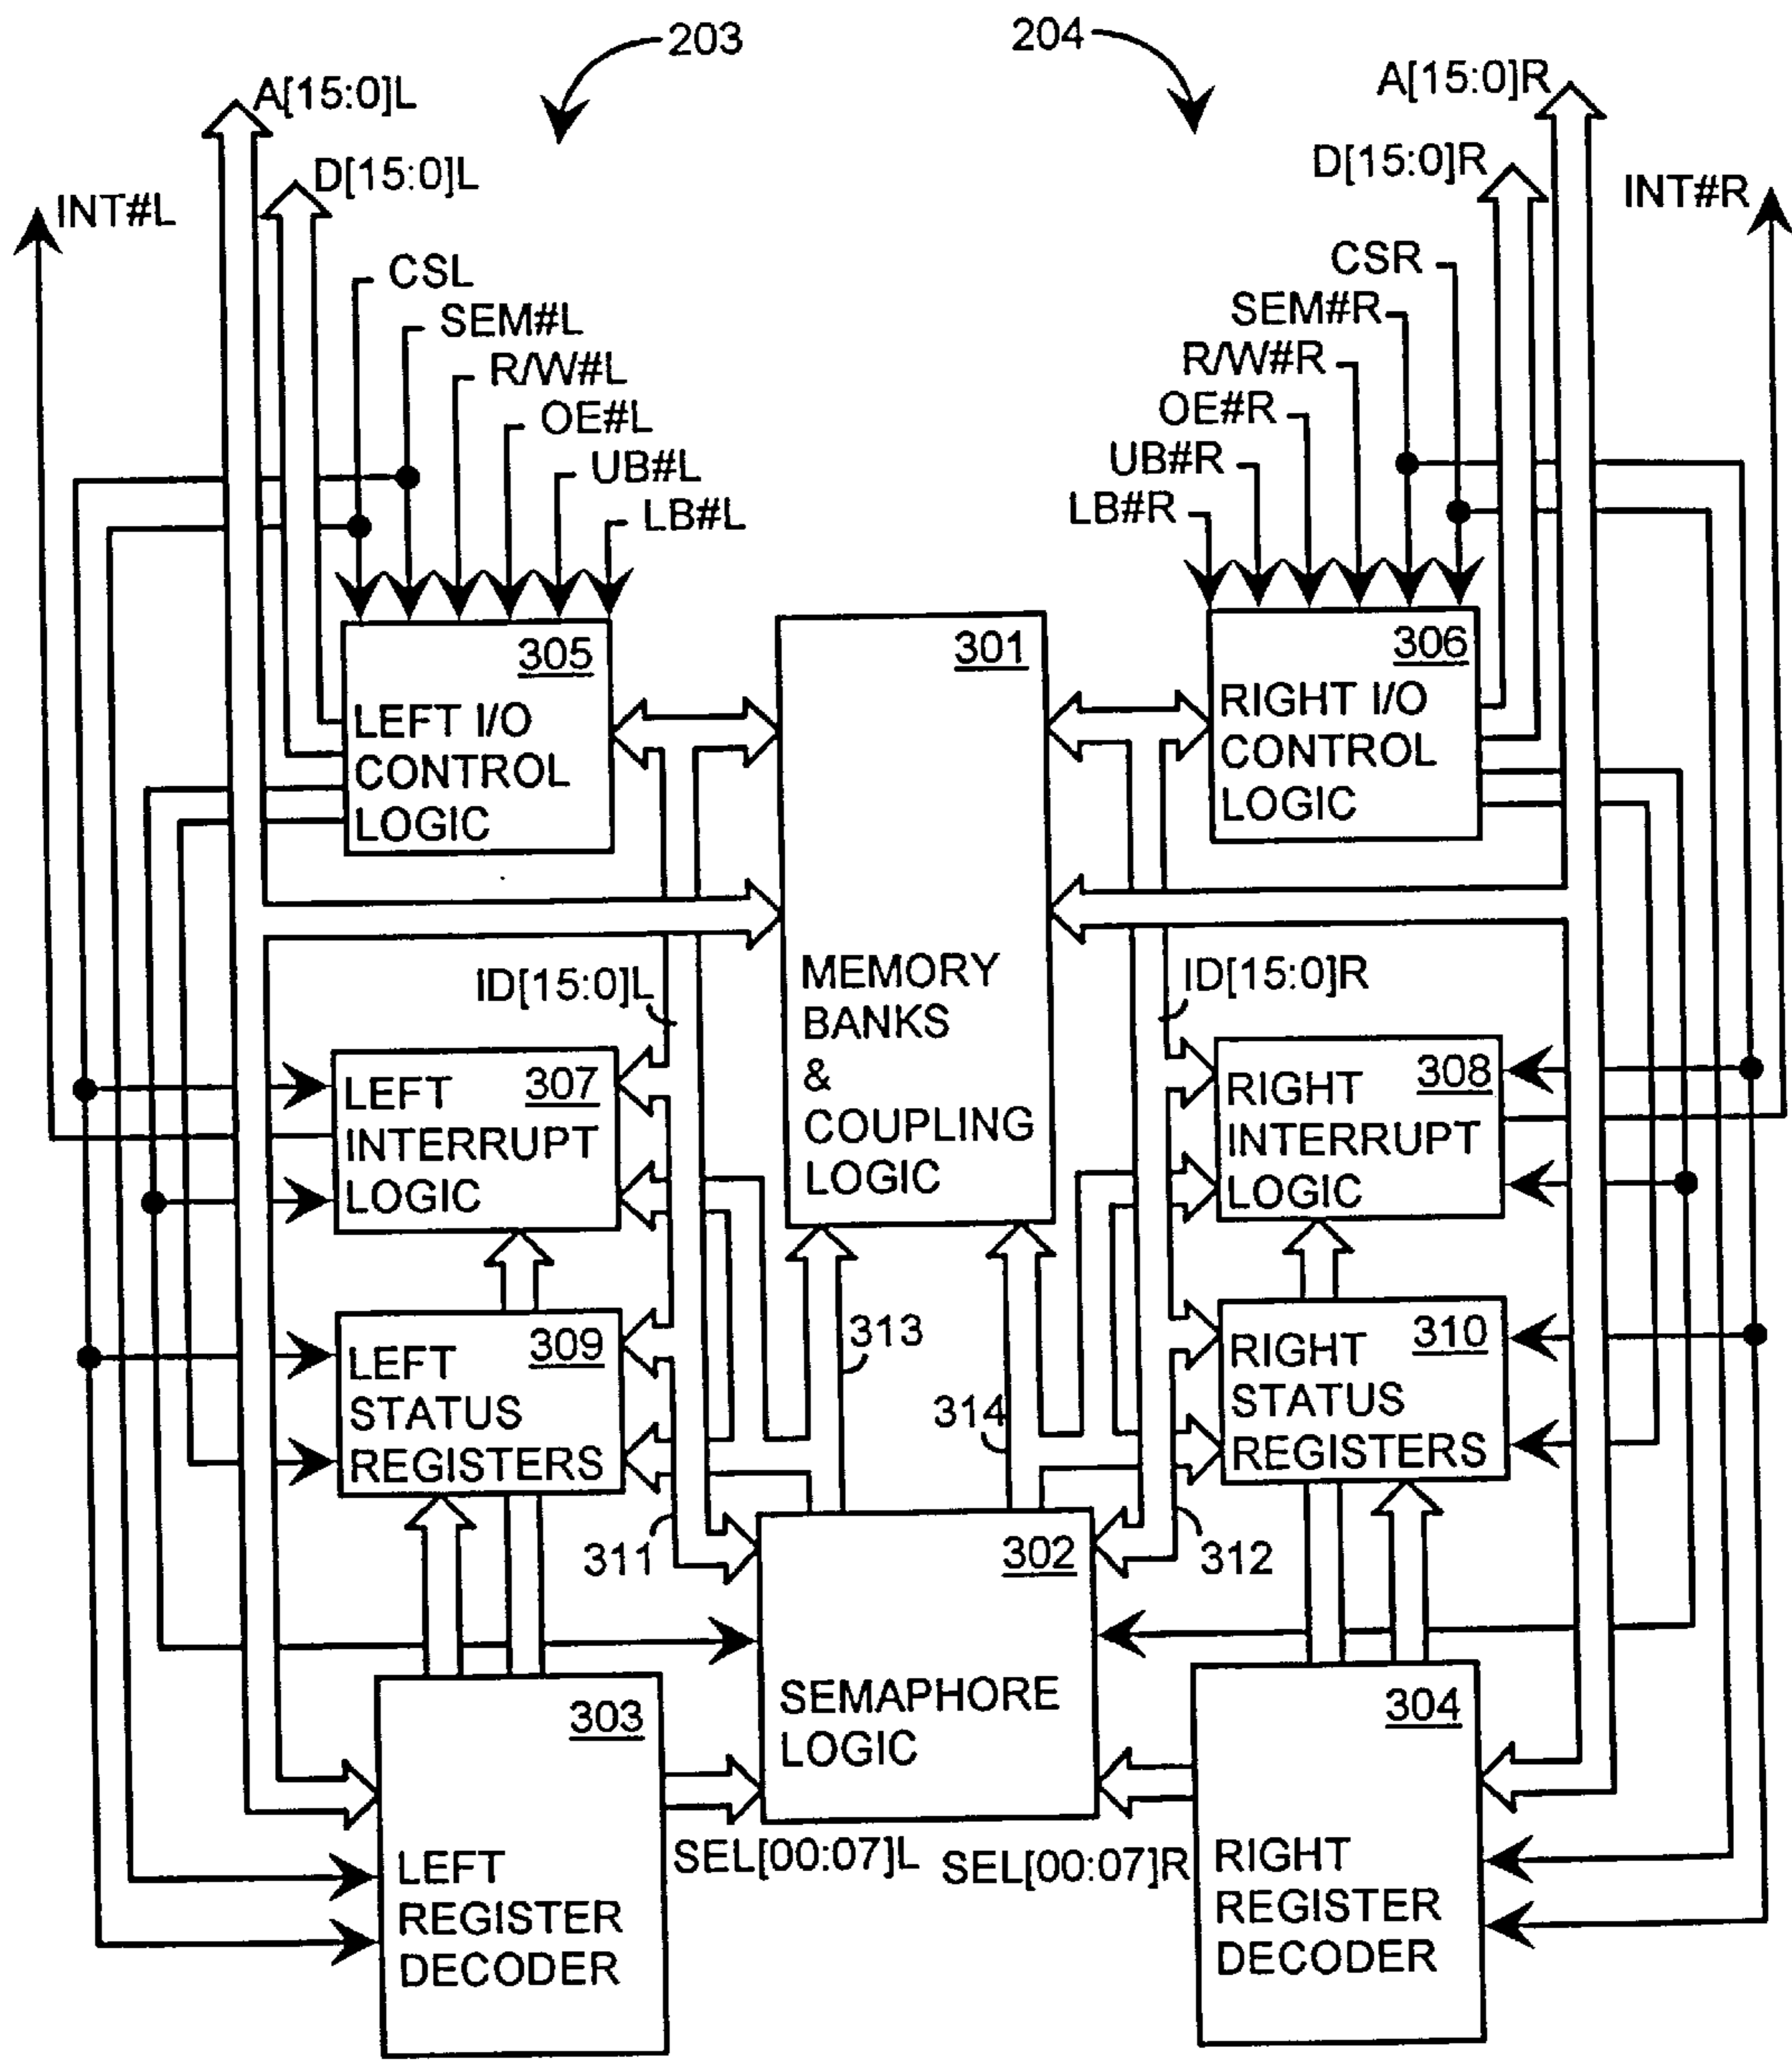 203
204
A[15:0]L
A[15:0]R
D[15:0]L
D[15:0]R
INT#L
INT#R
CSL
CSR
SEM#L
SEM#R
R/W#L
R/W#R
OE#L
OE#R
UB#L
UB#R
LB#L
LB#R
305
LEFT I/O
CONTROL
LOGIC
301
MEMORY
BANKS
&
COUPLING
LOGIC
306
RIGHT I/O
CONTROL
LOGIC
ID[15:0]L
ID[15:0]R
307
LEFT
INTERRUPT
LOGIC
308
RIGHT
INTERRUPT
LOGIC
309
LEFT
STATUS
REGISTERS
313
314
310
RIGHT
STATUS
REGISTERS
311
302
SEMAPHORE
LOGIC
312
303
LEFT
REGISTER
DECODER
SEL[00:07]L
SEL[00:07]R
304
RIGHT
REGISTER
DECODER